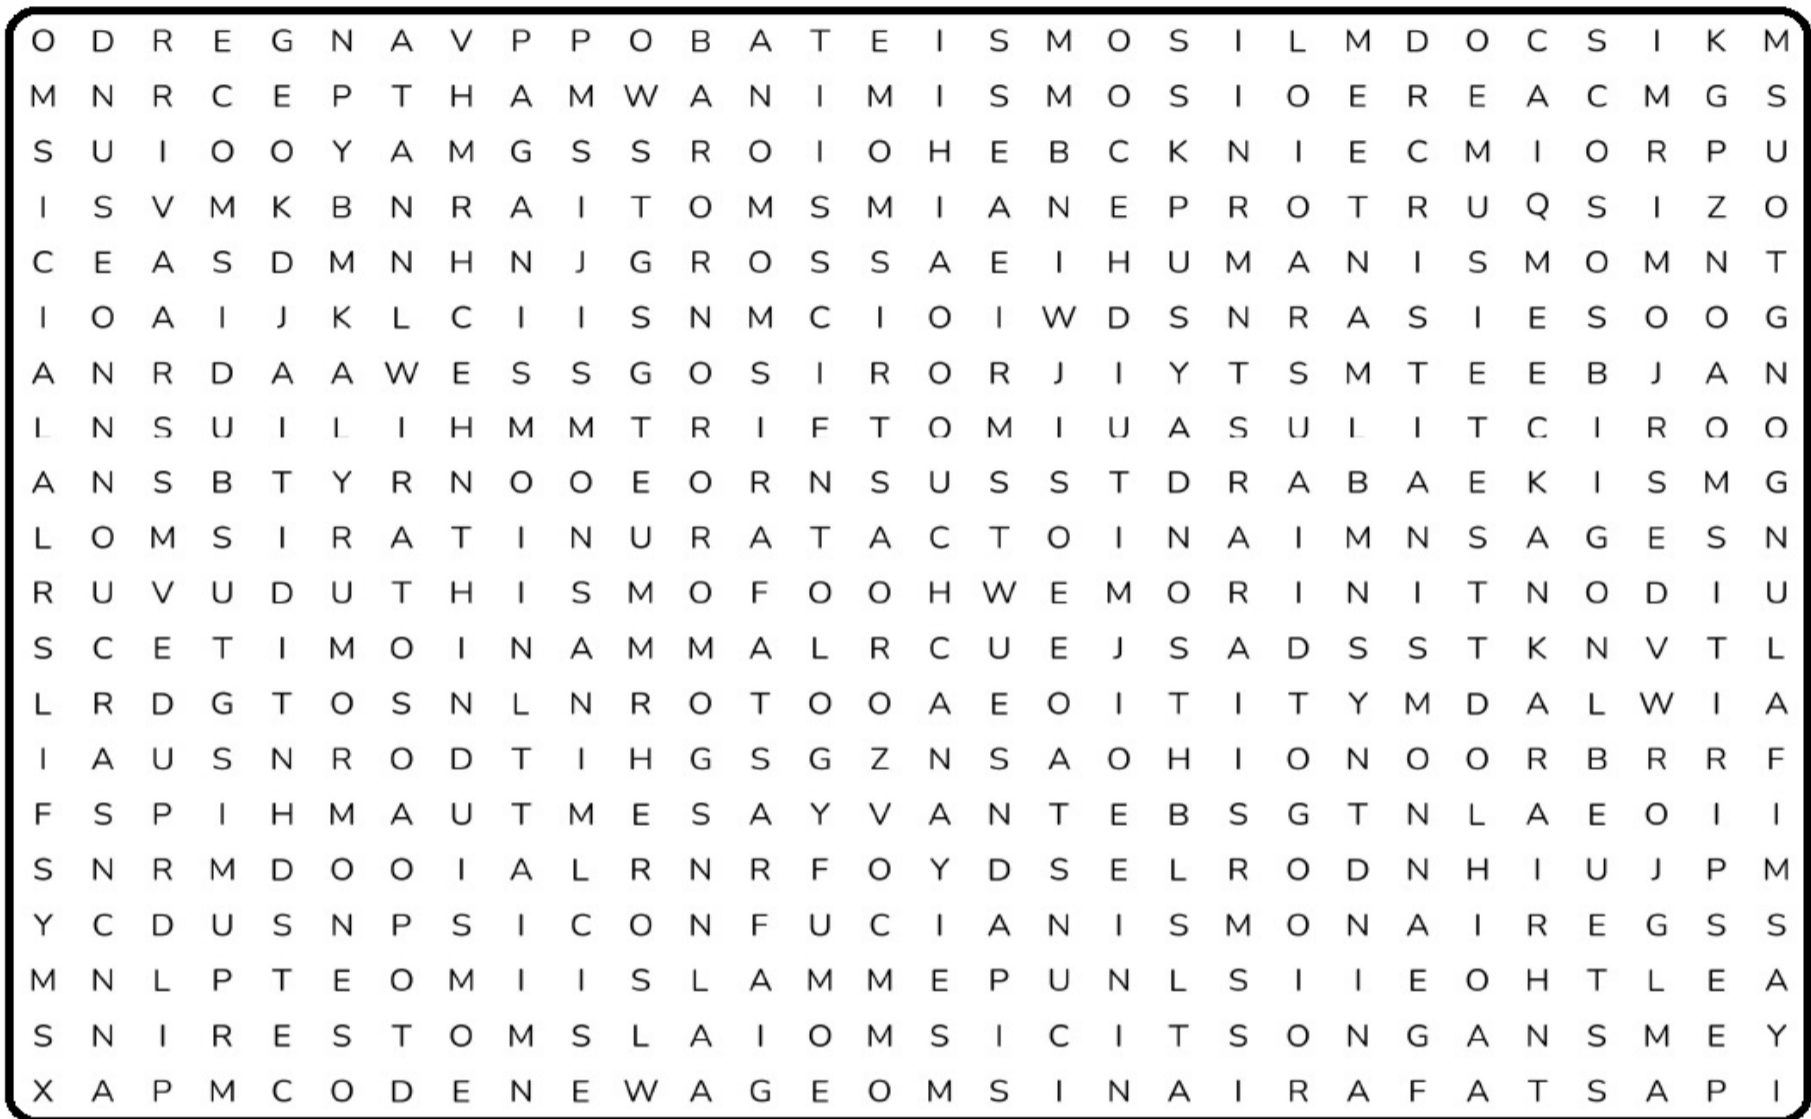 O D R E G N A V P P O B A T E I S M O S I L M D O C S I K M
M N R C E P T H A M W A N I M I S M O S I O E R E A C M G S
S U I O O Y A M G S S R O I O H E B C K N I E C M I O R P U
I S V M K B N R A I T O M S M I A N E P R O T R U Q S I Z O
C E A S D M N H N J G R O S S A E I H U M A N I S M O M N T
I O A I J K L C I I S N M C I O I W D S N R A S I E S O O G
A N R D A A W E S S G O S I R O R J I Y T S M T E E B J A N
L N S U I L I H M M T R I F T O M I U A S U L I T C I R O O
A N S B T Y R N O O E O R N S U S S T D R A B A E K I S M G
L O M S I R A T I N U R A T A C T O I N A I M N S A G E S N
R U V U D U T H I S M O F O O H W E M O R I N I T N O D I U
S C E T I M O I N A M M A L R C U E J S A D S S T K N V T L
L R D G T O S N L N R O T O O A E O I T I T Y M D A L W I A
I A U S N R O D T I H G S G Z N S A O H I O N O O R B R R F
F S P I H M A U T M E S A Y V A N T E B S G T N L A E O I I
S N R M D O O I A L R N R F O Y D S E L R O D N H I U J P M
Y C D U S N P S I C O N F U C I A N I S M O N A I R E G S S
M N L P T E O M I I S L A M M E P U N L S I I E O H T L E A
S N I R E S T O M S L A I O M S I C I T S O N G A N S M E Y
X A P M C O D E N E W A G E O M S I N A I R A F A T S A P I